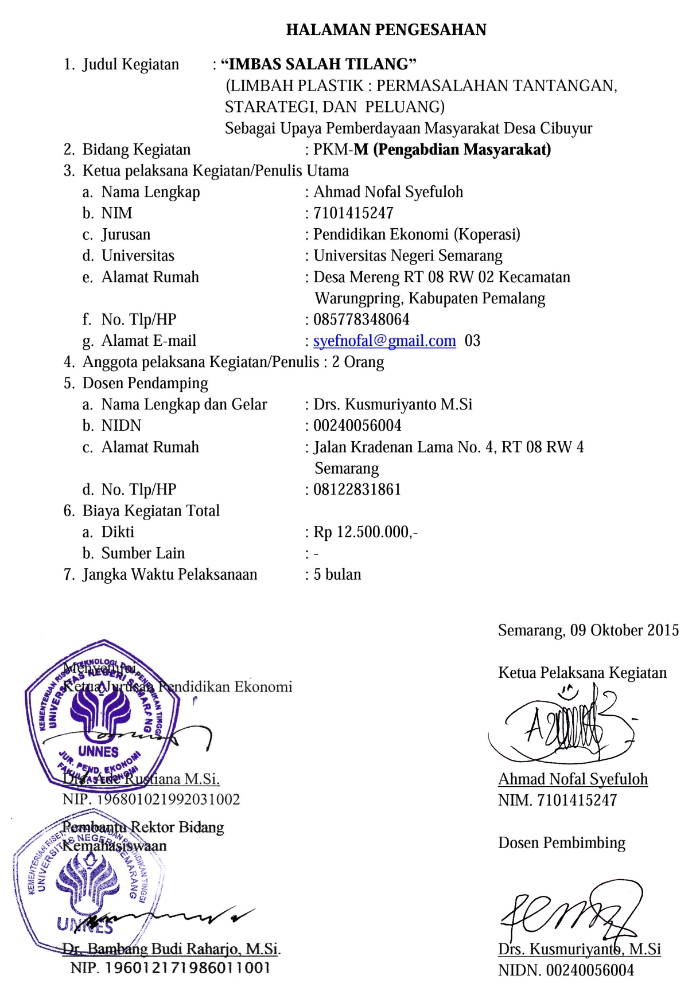 HALAMAN PENGESAHAN
1. Judul Kegiatan : “IMBAS SALAH TILANG”
(LIMBAH PLASTIK : PERMASALAHAN TANTANGAN,
STARATEGI, DAN PELUANG)
Sebagai Upaya Pemberdayaan Masyarakat Desa Cibuyur
2. Bidang Kegiatan : PKM-M (Pengabdian Masyarakat)
3. Ketua pelaksana Kegiatan/Penulis Utama
a. Nama Lengkap : Ahmad Nofal Syefuloh
b. NIM : 7101415247
c. Jurusan : Pendidikan Ekonomi (Koperasi)
d. Universitas : Universitas Negeri Semarang
e. Alamat Rumah : Desa Mereng RT 08 RW 02 Kecamatan
Warungpring, Kabupaten Pemalang
f. No. Tlp/HP : 085778348064
g. Alamat E-mail : syefnofal@gmail.com 03
4. Anggota pelaksana Kegiatan/Penulis : 2 Orang
5. Dosen Pendamping
a. Nama Lengkap dan Gelar : Drs. Kusmuriyanto M.Si
b. NIDN : 00240056004
c. Alamat Rumah : Jalan Kradenan Lama No. 4, RT 08 RW 4
Semarang
d. No. Tlp/HP : 08122831861
6. Biaya Kegiatan Total
a. Dikti : Rp 12.500.000,-
b. Sumber Lain : -
7. Jangka Waktu Pelaksanaan : 5 bulan
Semarang, 09 Oktober 2015
Menyetujui,
Ketua Jurusan Pendidikan Ekonomi
KEMENTERIAN RISET, TEKNOLOGI, DAN PENDIDIKAN TINGGI
UNIVERSITAS NEGERI SEMARANG
UNNES
JUR. PEND. EKONOMI
FAKULTAS EKONOMI
Drs. Ade Rustiana M.Si.
NIP. 196801021992031002
Ketua Pelaksana Kegiatan
Ahmad Nofal Syefuloh
NIM. 7101415247
Pembantu Rektor Bidang
Kemahasiswaan
KEMENTERIAN RISET, TEKNOLOGI DAN PENDIDIKAN TINGGI
UNIVERSITAS NEGERI SEMARANG
UNNES
Dr. Bambang Budi Raharjo, M.Si.
NIP. 196012171986011001
Dosen Pembimbing
Drs. Kusmuriyanto, M.Si
NIDN. 00240056004